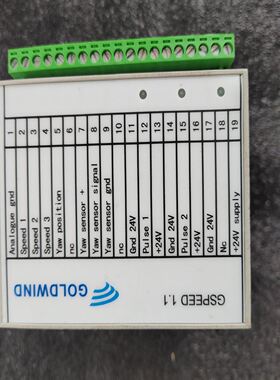 Analogue gnd 1
Speed 1 2
Speed 2 3
Speed 3 4
Yaw position 5
nc 6
Yaw sensor + 7
Yaw sensor signal 8
Yaw sensor gnd 9
nc 10
Gnd 24V 11
Pulse 1 12
+24V 13
Gnd 24V 14
Pulse 2 15
+24V 16
Gnd 24V 17
Nc 18
+24V supply 19
GOLDWIND
GSPEED 1.1